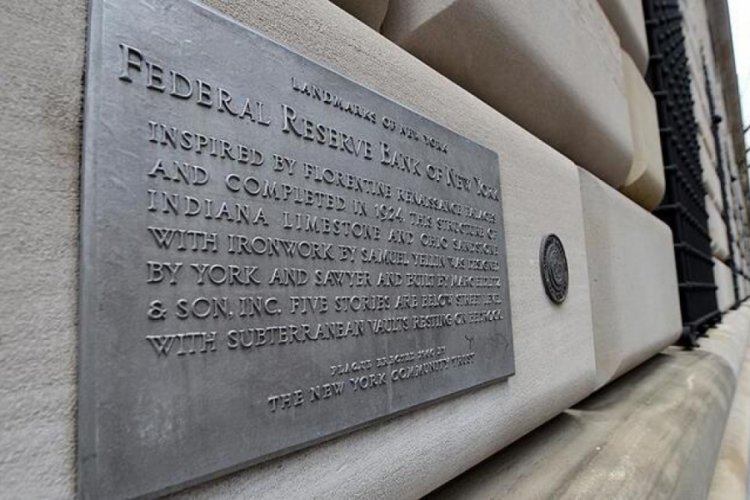 LANDMARKS OF NEW YORK
FEDERAL RESERVE BANK OF NEW YORK
INSPIRED BY FLORENTINE RENAISSANCE PALACES
AND COMPLETED IN 1924, THIS STRUCTURE OF
INDIANA LIMESTONE AND OHIO SANDSTONE
WITH IRONWORK BY SAMUEL YELLIN WAS DESIGNED
BY YORK AND SAWYER AND BUILT BY MARC EIDLITZ
& SON, INC. FIVE STORIES ARE BELOW STREET LEVEL
WITH SUBTERRANEAN VAULTS RESTING ON BEDROCK
PLAQUE ERECTED BY
THE NEW YORK COMMUNITY TRUST